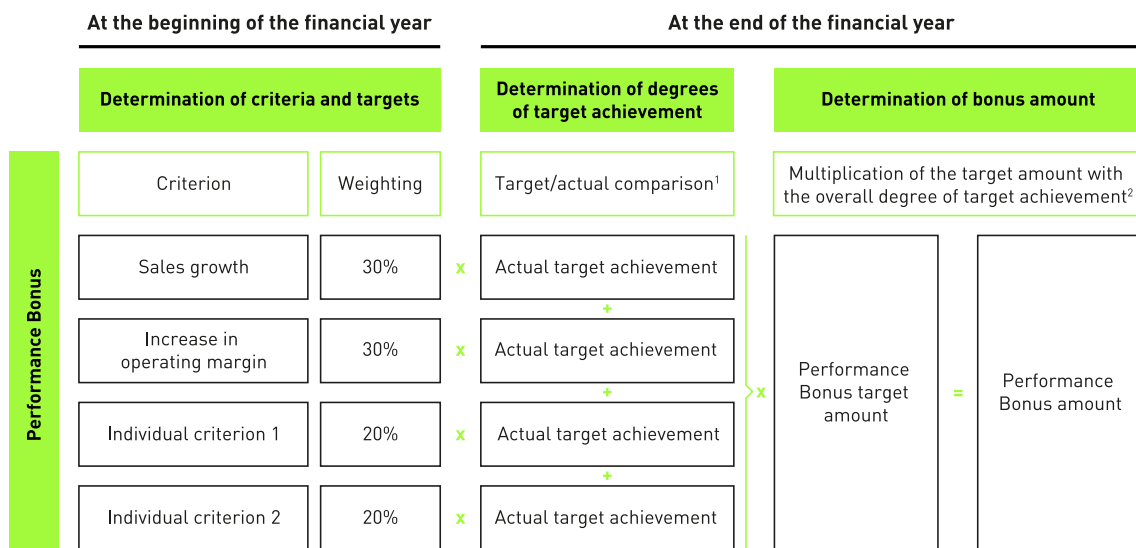 At the beginning of the financial year
At the end of the financial year
Determination of criteria and targets
Determination of degrees
of target achievement
Determination of bonus amount
Performance Bonus
Criterion
Weighting
Target/actual comparison¹
Multiplication of the target amount with
the overall degree of target achievement²
Sales growth
30%
x
Actual target achievement
+
Increase in
operating margin
30%
x
Actual target achievement
+
Individual criterion 1
20%
x
Actual target achievement
+
Individual criterion 2
20%
x
Actual target achievement
x
Performance
Bonus target
amount
=
Performance
Bonus amount